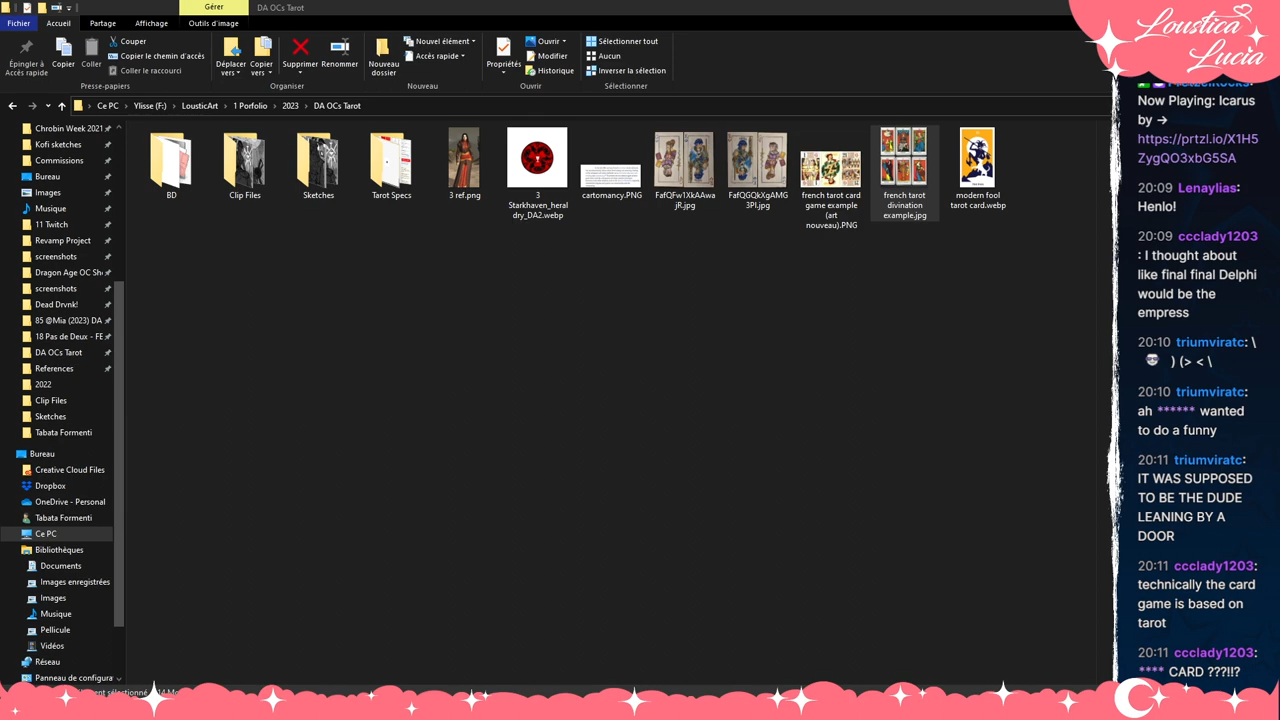 Gérer
DA OCs Tarot
Fichier
Accueil
Partage
Affichage
Outils d'image
Épingler à
Accès rapide
Copier
Coller
Couper
Copier le chemin d'accès
Coller le raccourci
Presse-papiers
Déplacer
vers
Copier
vers
Supprimer
Renommer
Organiser
Nouveau
dossier
Nouvel élément
Accès rapide
Nouveau
Propriétés
Ouvrir
Modifier
Historique
Ouvrir
Sélectionner tout
Aucun
Inverser la sélection
Sélectionner
Ce PC
Ylisse (F:)
LousticArt
1 Porfolio
2023
DA OCs Tarot
Chrobin Week 2021
Kofi sketches
Commissions
Bureau
Images
Musique
11 Twitch
Revamp Project
screenshots
Dragon Age OC Sh
screenshots
Dead Drvnk!
85 @Mia (2023) DA
18 Pas de Deux - FE
DA OCs Tarot
References
2022
Clip Files
Sketches
Tabata Formenti
Bureau
Creative Cloud Files
Dropbox
OneDrive - Personal
Tabata Formenti
Ce PC
Bibliothèques
Documents
Images enregistrées
Images
Musique
Pellicule
Vidéos
Réseau
Panneau de configura
BD
Clip Files
Sketches
Tarot Specs
3 ref.png
3
Starkhaven_heral
dry_DA2.webp
cartomancy.PNG
FafQFw1XkAAwa
jR.jpg
FafQGQkXgAMG
3Pl.jpg
french tarot card
game example
(art
nouveau).PNG
french tarot
divination
example.jpg
modern fool
tarot card.webp
Loustica
Lucia
Now Playing: Icarus
by →
https://prtzl.io/X1H5
ZygQO3xbG5SA
20:09 Lenaylias:
Henlo!
20:09 ccclady1203
: I thought about
like final final Delphi
would be the
empress
20:10 triumviratc: \
) (> < \
20:10 triumviratc:
ah ****** wanted
to do a funny
20:11 triumviratc:
IT WAS SUPPOSED
TO BE THE DUDE
LEANING BY A
DOOR
20:11 ccclady1203:
technically the card
game is based on
tarot
20:11 ccclady1203:
**** CARD ???!!?